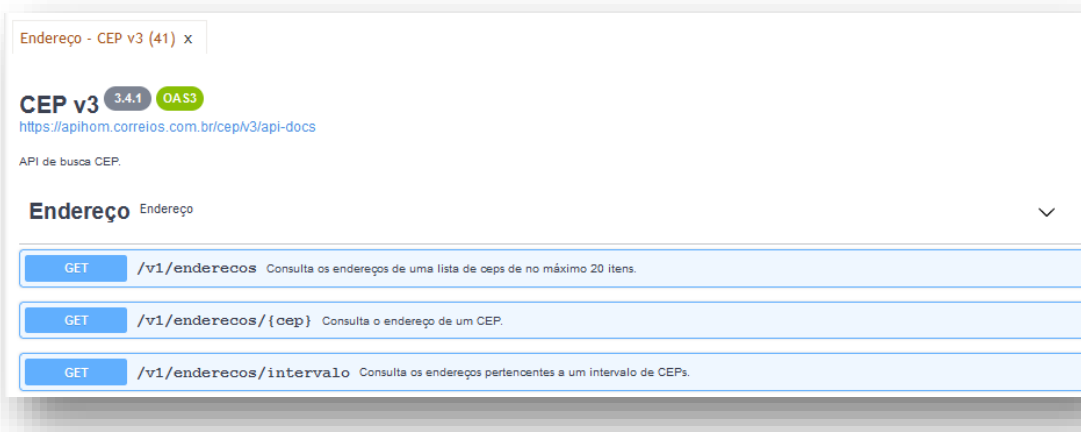 Endereço - CEP v3 (41) x
CEP v3 3.4.1 OAS3
https://apihom.correios.com.br/cep/v3/api-docs
API de busca CEP.
Endereço Endereço
GET /v1/enderecos Consulta os endereços de uma lista de ceps de no máximo 20 itens.
GET /v1/enderecos/{cep} Consulta o endereço de um CEP.
GET /v1/enderecos/intervalo Consulta os endereços pertencentes a um intervalo de CEPs.